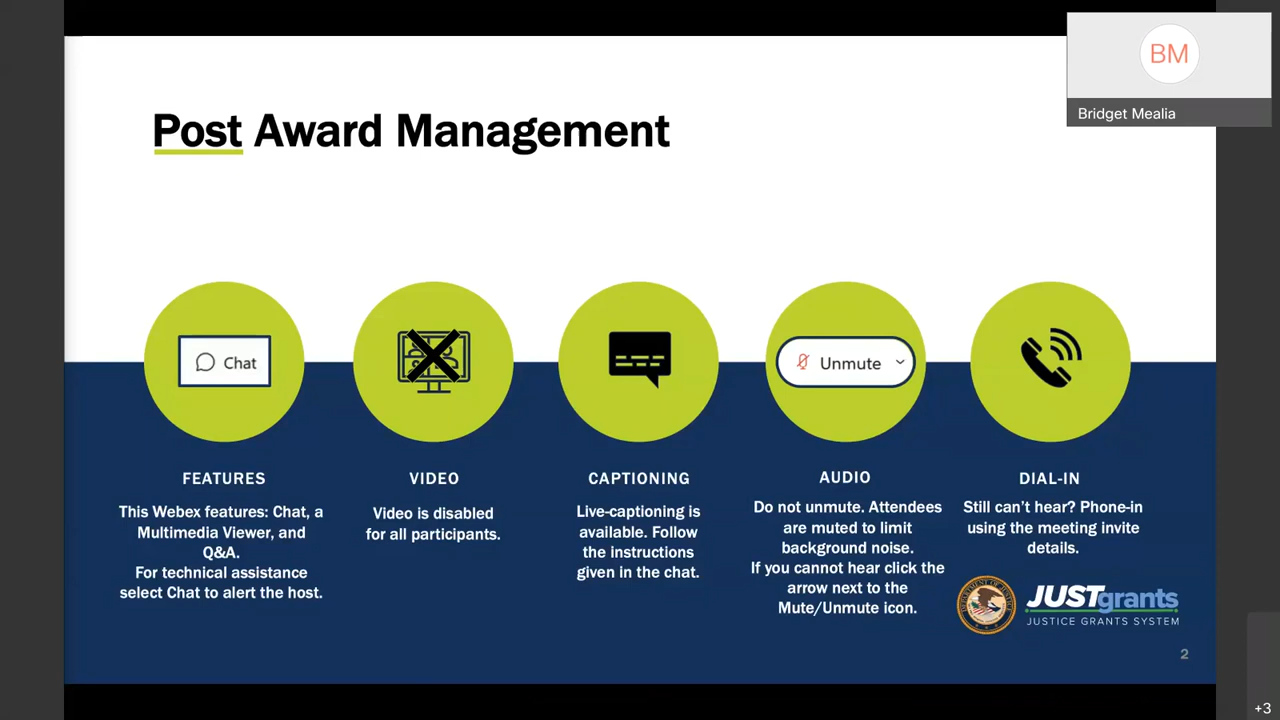 BM
Bridget Mealia
Post Award Management
Chat
Unmute
FEATURES
This Webex features: Chat, a
Multimedia Viewer, and
Q&A.
For technical assistance
select Chat to alert the host.
VIDEO
Video is disabled
for all participants.
CAPTIONING
Live-captioning is
available. Follow
the instructions
given in the chat.
AUDIO
Do not unmute. Attendees
are muted to limit
background noise.
If you cannot hear click the
arrow next to the
Mute/Unmute icon.
DIAL-IN
Still can’t hear? Phone-in
using the meeting invite
details.
JUSTgrants
JUSTICE GRANTS SYSTEM
2
+3